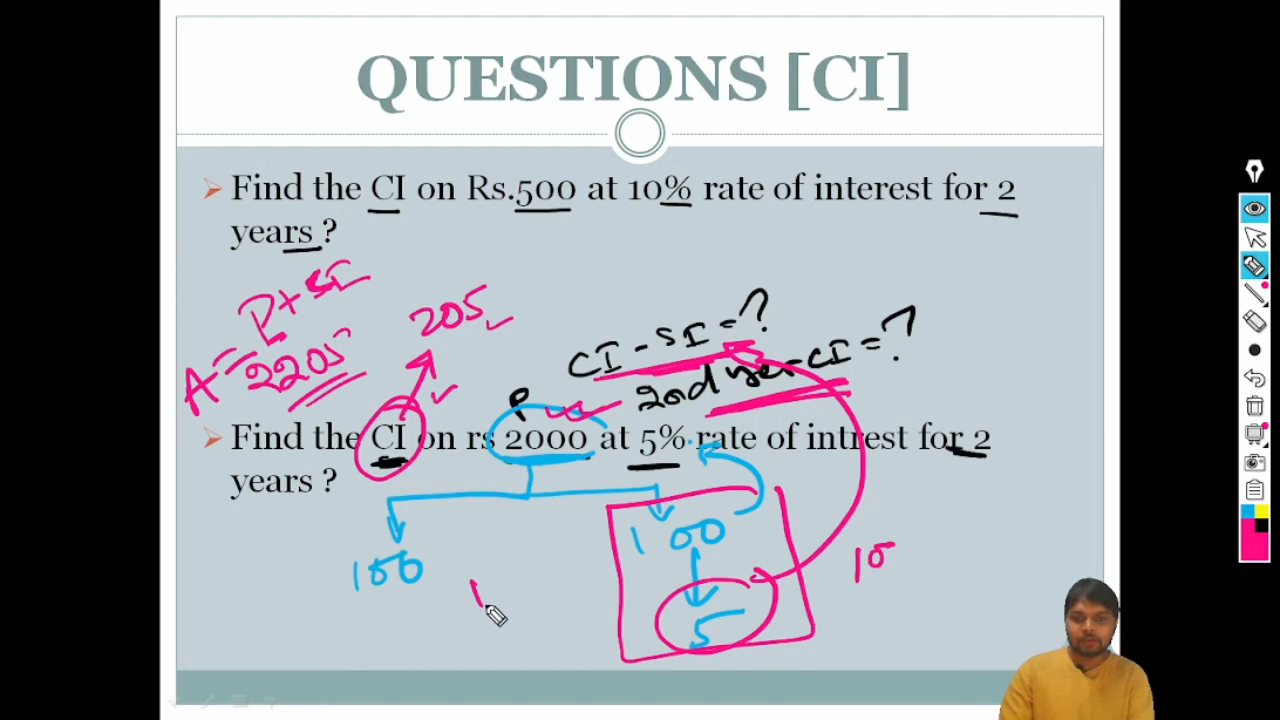 QUESTIONS [CI]
Find the CI on Rs.500 at 10% rate of interest for 2
years ?
P + SI
205
A = 2205
CI - SI = ?
2nd year CI = ?
P
Find the CI on rs 2000 at 5% rate of intrest for 2
years ?
100
100
5
10